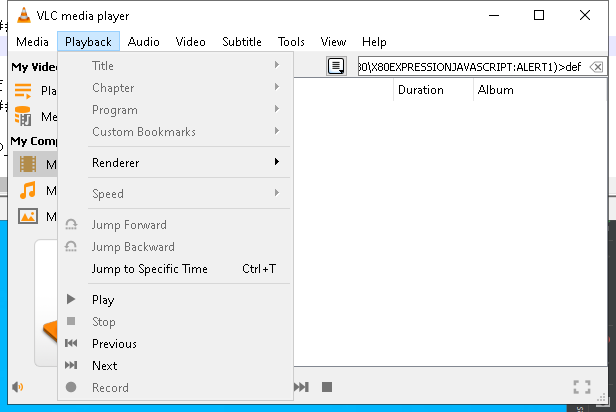 VLC media player
Media Playback Audio Video Subtitle Tools View Help
My Vide
Title
30\X80EXPRESSIONJAVASCRIPT:ALERT1)>def
Pla
Chapter
Duration Album
Me
Program
Custom Bookmarks
My Comp
M
Renderer
M
Speed
M
Jump Forward
Jump Backward
Jump to Specific Time Ctrl+T
Play
Stop
Previous
Next
Record